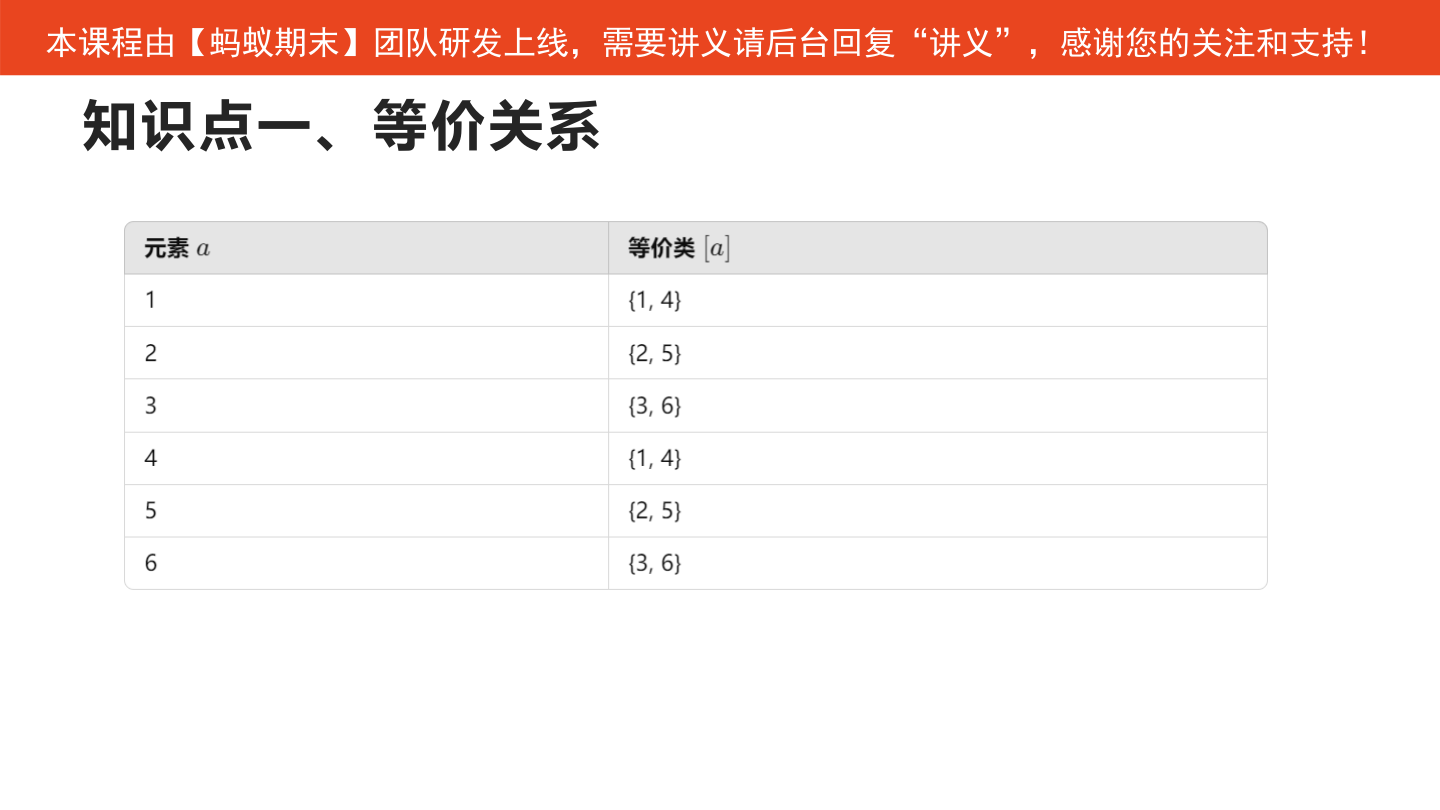 本课程由【蚂蚁期末】团队研发上线，需要讲义请后台回复“讲义”，感谢您的关注和支持！
知识点一、等价关系
元素 a 等价类 [a]
1 {1, 4}
2 {2, 5}
3 {3, 6}
4 {1, 4}
5 {2, 5}
6 {3, 6}